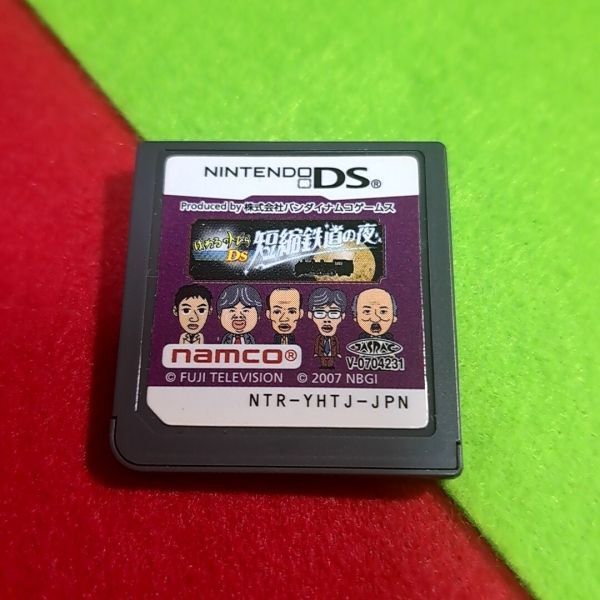 NINTENDO DS®
Produced by 株式会社バンダイナムコゲームス
DS
短縮鉄道の夜
namco®
JASRAC
V-0704231
© FUJI TELEVISION © 2007 NBGI
NTR-YHTJ-JPN